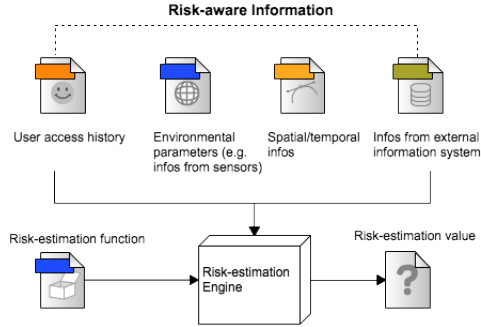 Risk-aware Information
User access history
Environmental
parameters (e.g.
infos from sensors)
Spatial/temporal
infos
Infos from external
information system
Risk-estimation function
Risk-estimation
Engine
Risk-estimation value
?